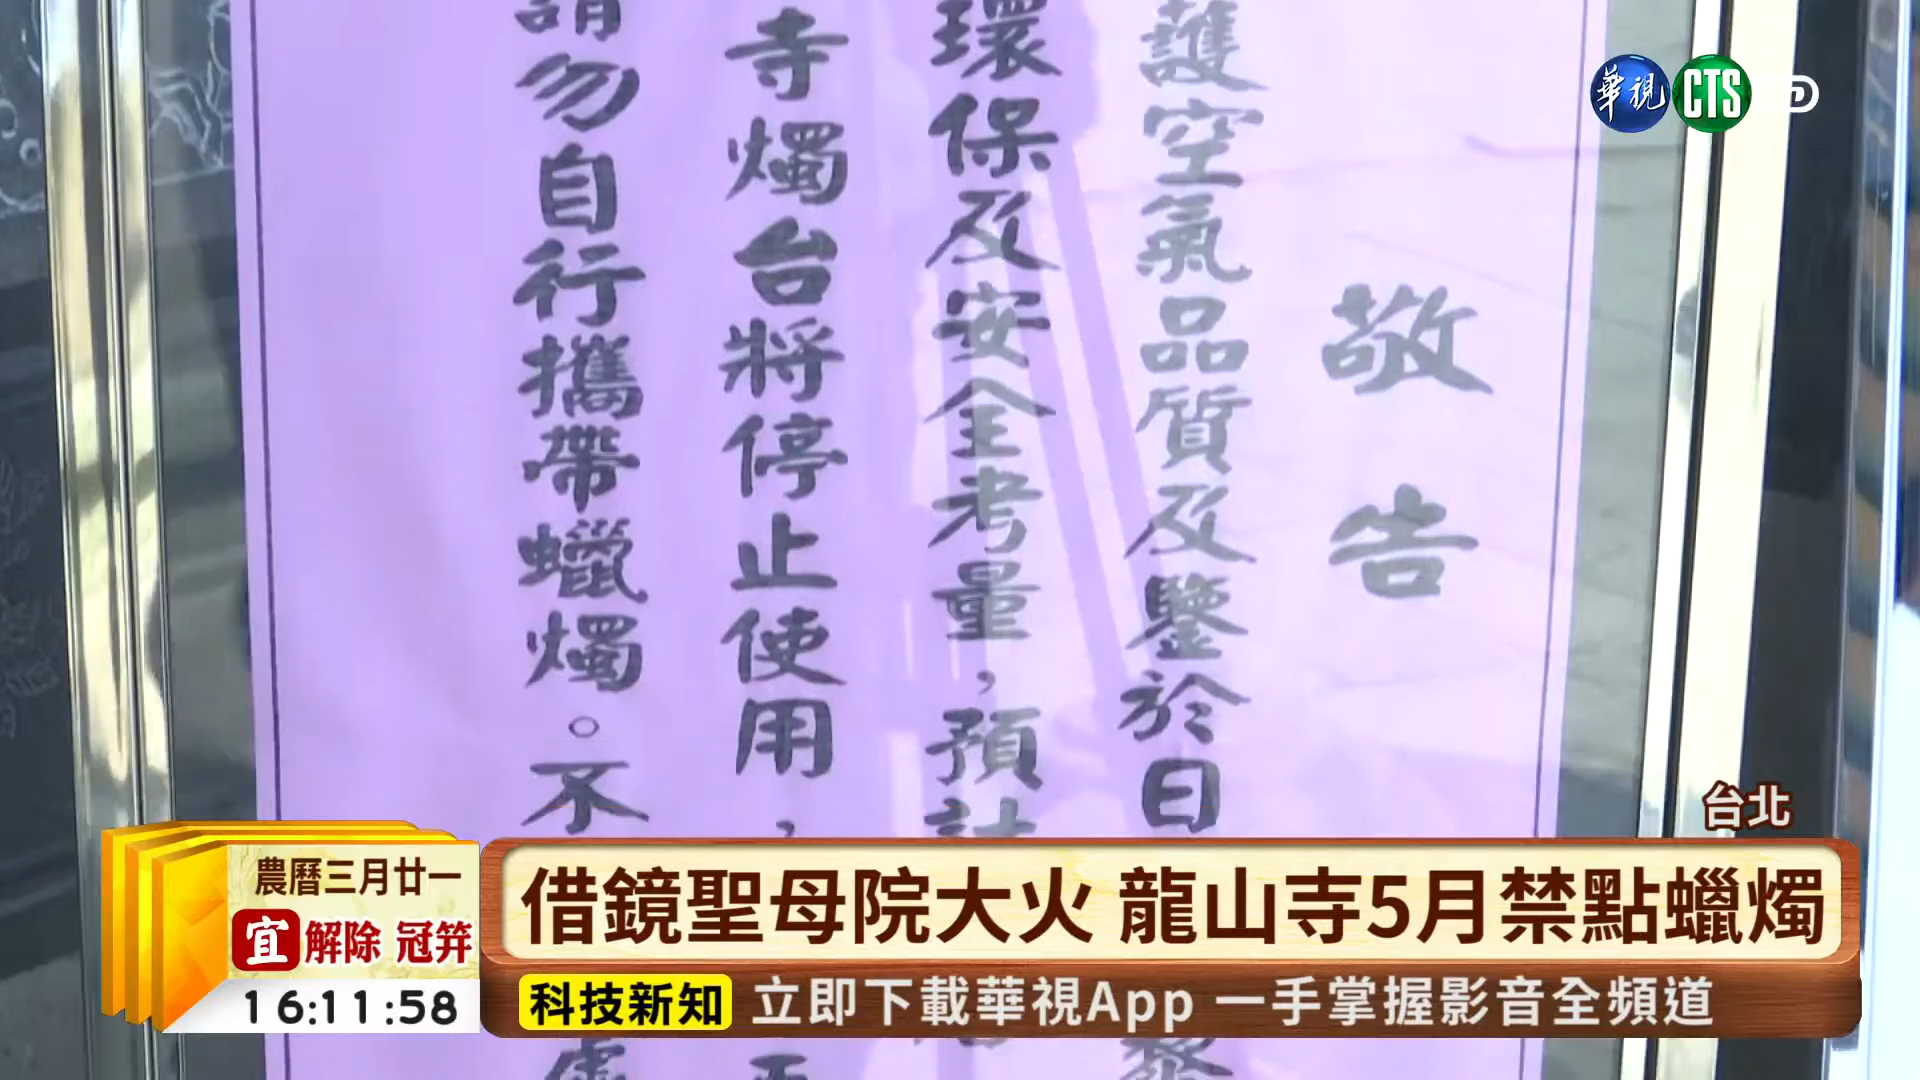 華視 CTS HD
敬告
護空氣品質及鑒於日
環保及安全考量，預計
寺燭台將停止使用，
請勿自行攜帶蠟燭。不
台北
借鏡聖母院大火 龍山寺5月禁點蠟燭
農曆三月廿一
宜 解除 冠笄
16:11:58
科技新知 立即下載華視App 一手掌握影音全頻道